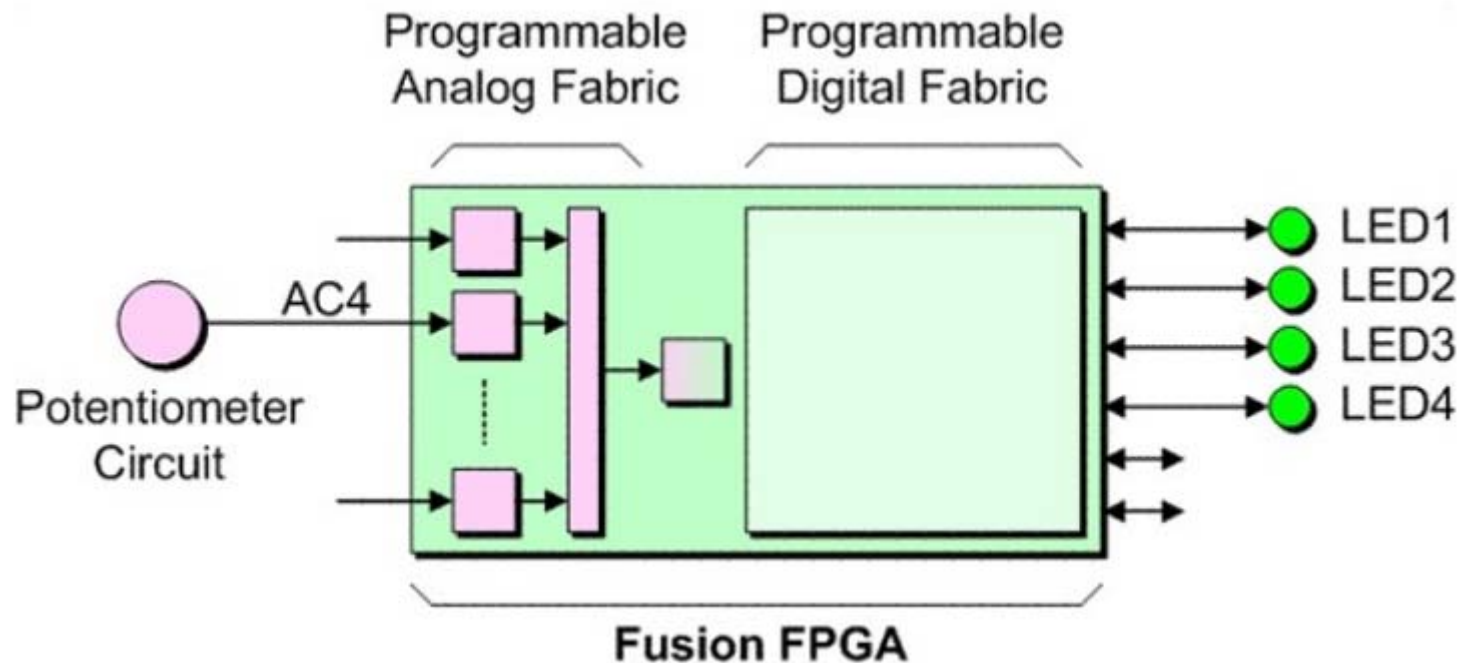 Programmable
Analog Fabric
Programmable
Digital Fabric
AC4
Potentiometer
Circuit
LED1
LED2
LED3
LED4
Fusion FPGA